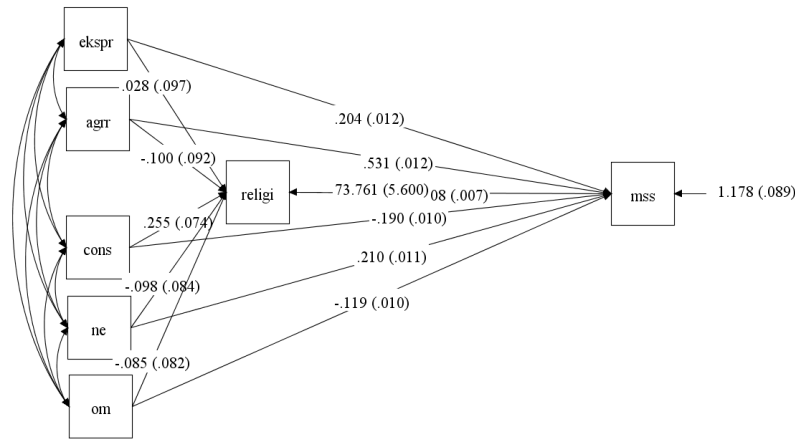 ekspr
.028 (.097)
agrr
.204 (.012)
-.100 (.092)
.531 (.012)
religi
73.761 (5.600)
08 (.007)
mss
1.178 (.089)
.255 (.074)
-.190 (.010)
cons
.210 (.011)
-.098 (.084)
ne
-.119 (.010)
-.085 (.082)
om